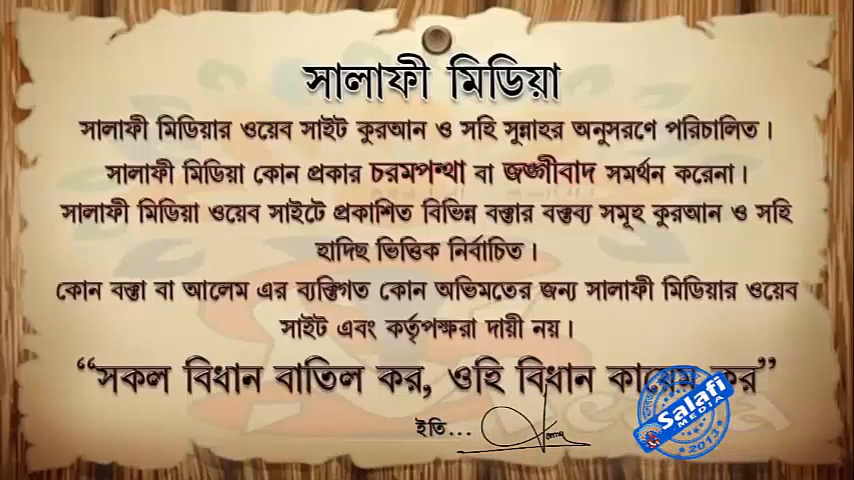 সালাফী মিডিয়া
সালাফী মিডিয়ার ওয়েব সাইট কুরআন ও সহি সুন্নাহর অনুসরণে পরিচালিত।
সালাফী মিডিয়া কোন প্রকার চরমপন্থা বা জঙ্গীবাদ সমর্থন করেনা।
সালাফী মিডিয়া ওয়েব সাইটে প্রকাশিত বিভিন্ন বক্তার বক্তব্য সমূহ কুরআন ও সহি
হাদিছ ভিত্তিক নির্বাচিত।
কোন বক্তা বা আলেম এর ব্যক্তিগত কোন অভিমতের জন্য সালাফী মিডিয়ার ওয়েব
সাইট এবং কর্তৃপক্ষরা দায়ী নয়।
“সকল বিধান বাতিল কর, ওহি বিধান কায়েম কর”
ইতি...
Salafi
MEDIA
2013